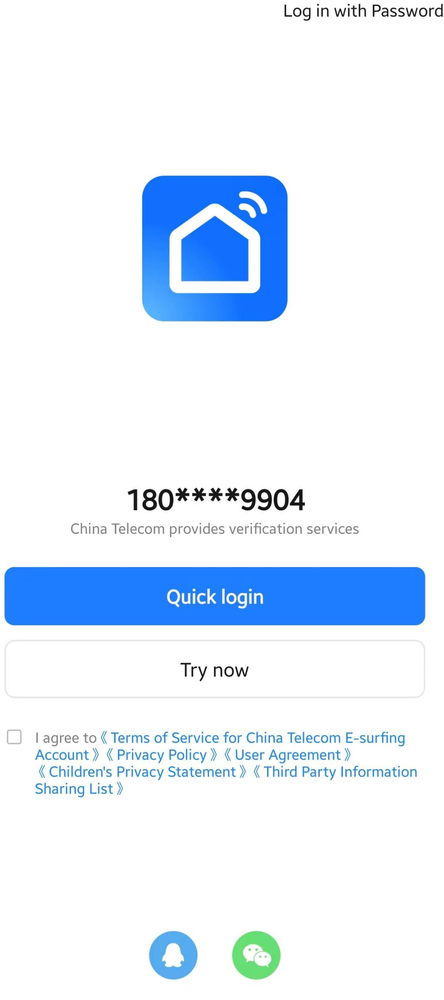 Log in with Password
180****9904
China Telecom provides verification services
Quick login
Try now
I agree to《 Terms of Service for China Telecom E-surfing
Account 》《 Privacy Policy 》《 User Agreement 》
《 Children's Privacy Statement 》《 Third Party Information
Sharing List 》